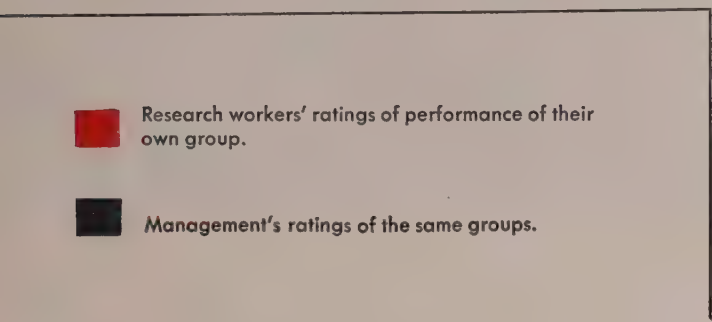 Research workers' ratings of performance of their
own group.
Management's ratings of the same groups.